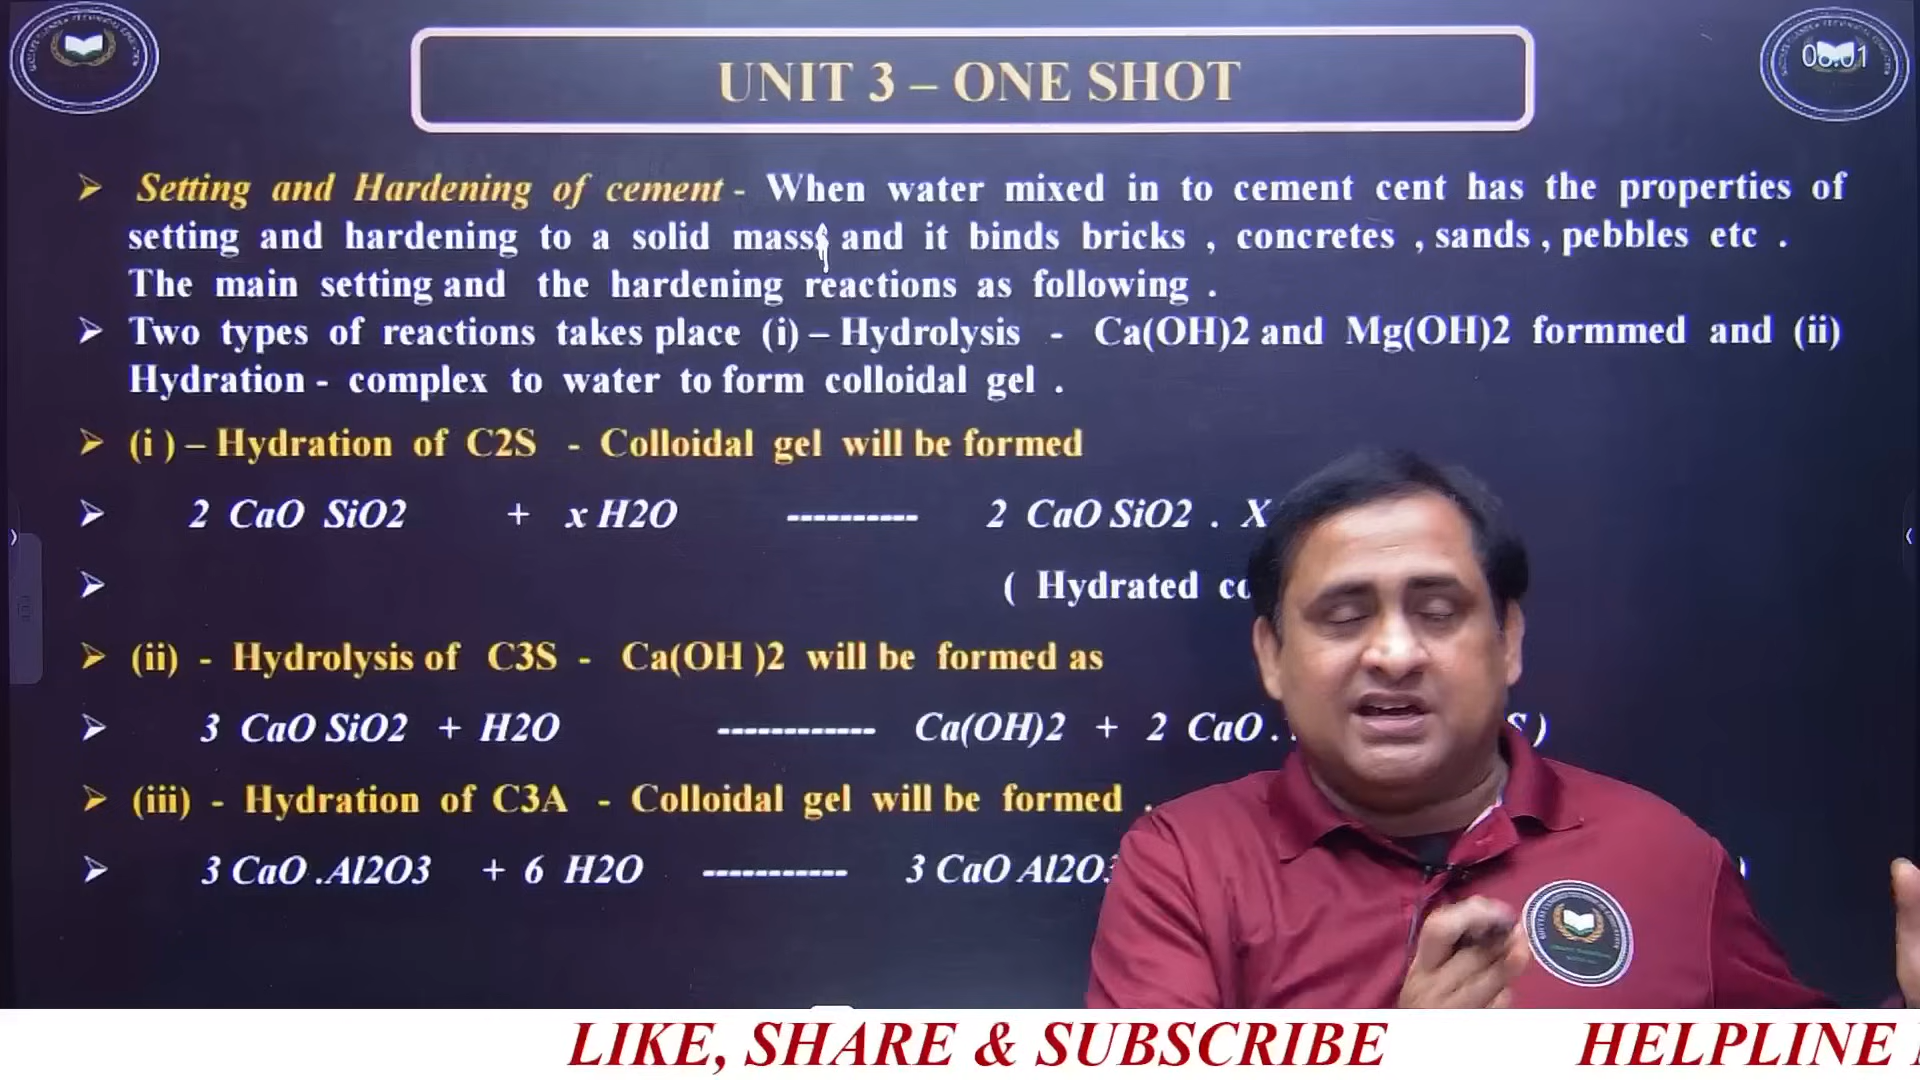 06:01
UNIT 3 – ONE SHOT
Setting and Hardening of cement - When water mixed in to cement cent has the properties of
setting and hardening to a solid mass and it binds bricks , concretes , sands , pebbles etc .
The main setting and the hardening reactions as following .
Two types of reactions takes place (i) – Hydrolysis - Ca(OH)2 and Mg(OH)2 formmed and (ii)
Hydration - complex to water to form colloidal gel .
(i ) – Hydration of C2S - Colloidal gel will be formed
2 CaO SiO2 + x H2O ---------- 2 CaO SiO2 . X
( Hydrated co
(ii) - Hydrolysis of C3S - Ca(OH )2 will be formed as
3 CaO SiO2 + H2O ------------ Ca(OH)2 + 2 CaO . S )
(iii) - Hydration of C3A - Colloidal gel will be formed .
3 CaO .Al2O3 + 6 H2O ----------- 3 CaO Al2O3 )
LIKE, SHARE & SUBSCRIBE HELPLINE